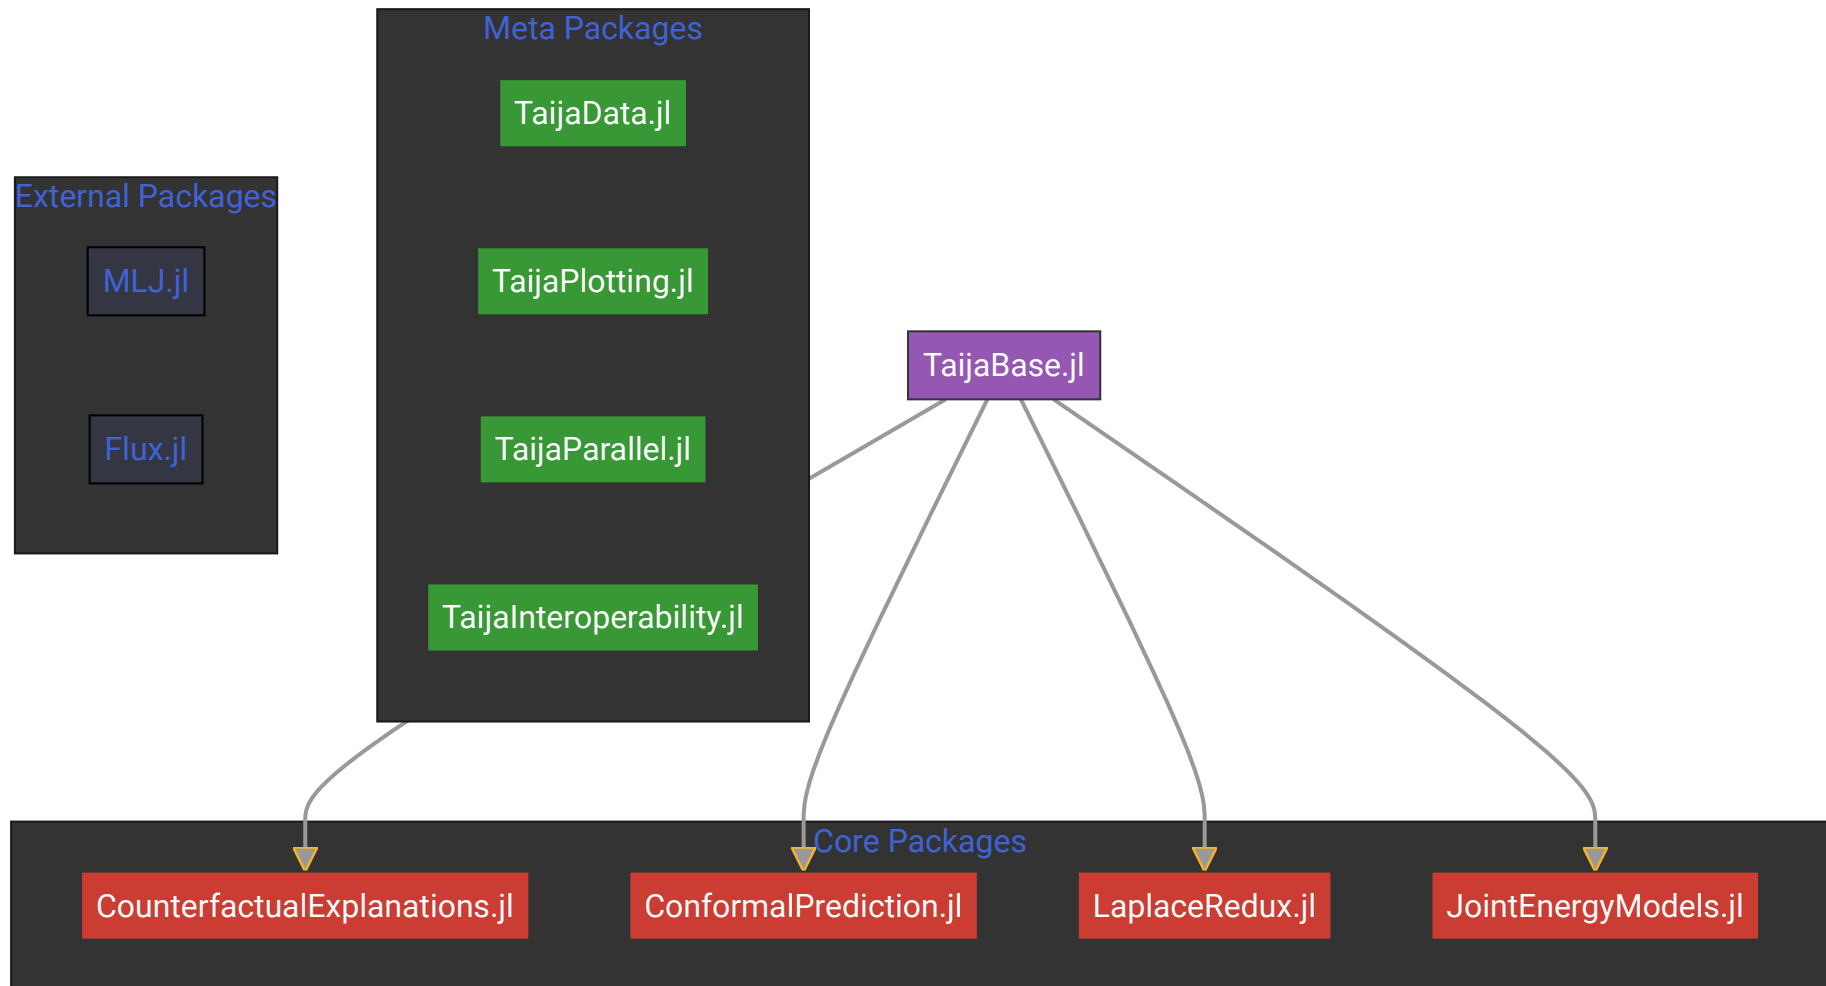 Meta Packages
TaijaData.jl
TaijaPlotting.jl
TaijaParallel.jl
TaijaInteroperability.jl
External Packages
MLJ.jl
Flux.jl
TaijaBase.jl
Core Packages
CounterfactualExplanations.jl
ConformalPrediction.jl
LaplaceRedux.jl
JointEnergyModels.jl